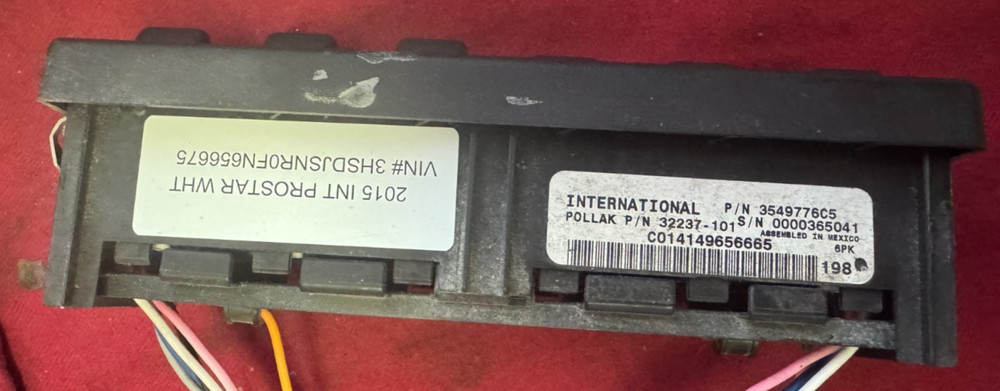 2015 INT PROSTAR WHT
VIN# 3HSDJSNR0FN656675
INTERNATIONAL P/N 3549776C5
POLLAK P/N 32237-101 S/N 0000365041
ASSEMBLED IN MEXICO
C014149656665 6PK
198